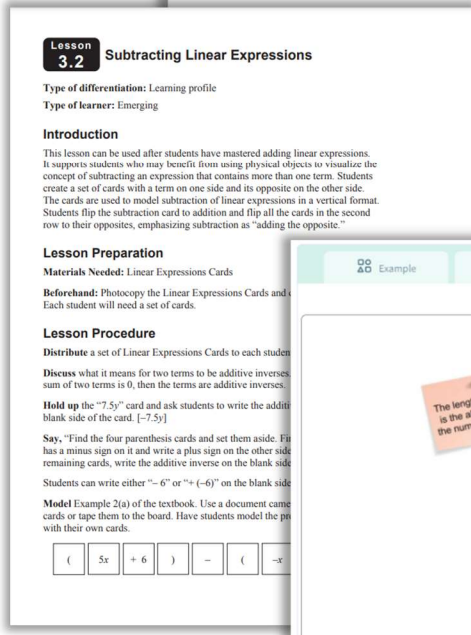 Lesson
3.2
Subtracting Linear Expressions
Type of differentiation: Learning profile
Type of learner: Emerging
Introduction
This lesson can be used after students have mastered adding linear expressions.
It supports students who may benefit from using physical objects to visualize the
concept of subtracting an expression that contains more than one term. Students
create a set of cards with a term on one side and its opposite on the other side.
The cards are used to model subtraction of linear expressions in a vertical format.
Students flip the subtraction card to addition and flip all the cards in the second
row to their opposites, emphasizing subtraction as “adding the opposite.”
Lesson Preparation
Materials Needed: Linear Expressions Cards
Beforehand: Photocopy the Linear Expressions Cards and
Each student will need a set of cards.
Lesson Procedure
Distribute a set of Linear Expressions Cards to each studen
Discuss what it means for two terms to be additive inverses.
sum of two terms is 0, then the terms are additive inverses.
Hold up the “7.5y” card and ask students to write the additi
blank side of the card. [–7.5y]
Say, “Find the four parenthesis cards and set them aside. Fi
has a minus sign on it and write a plus sign on the other side
remaining cards, write the additive inverse on the blank side
Students can write either “– 6” or “+ (–6)” on the blank side
Model Example 2(a) of the textbook. Use a document came
cards or tape them to the board. Have students model the pr
with their own cards.
( 5x + 6 ) – ( –x
Example
The leng
is the a
the num